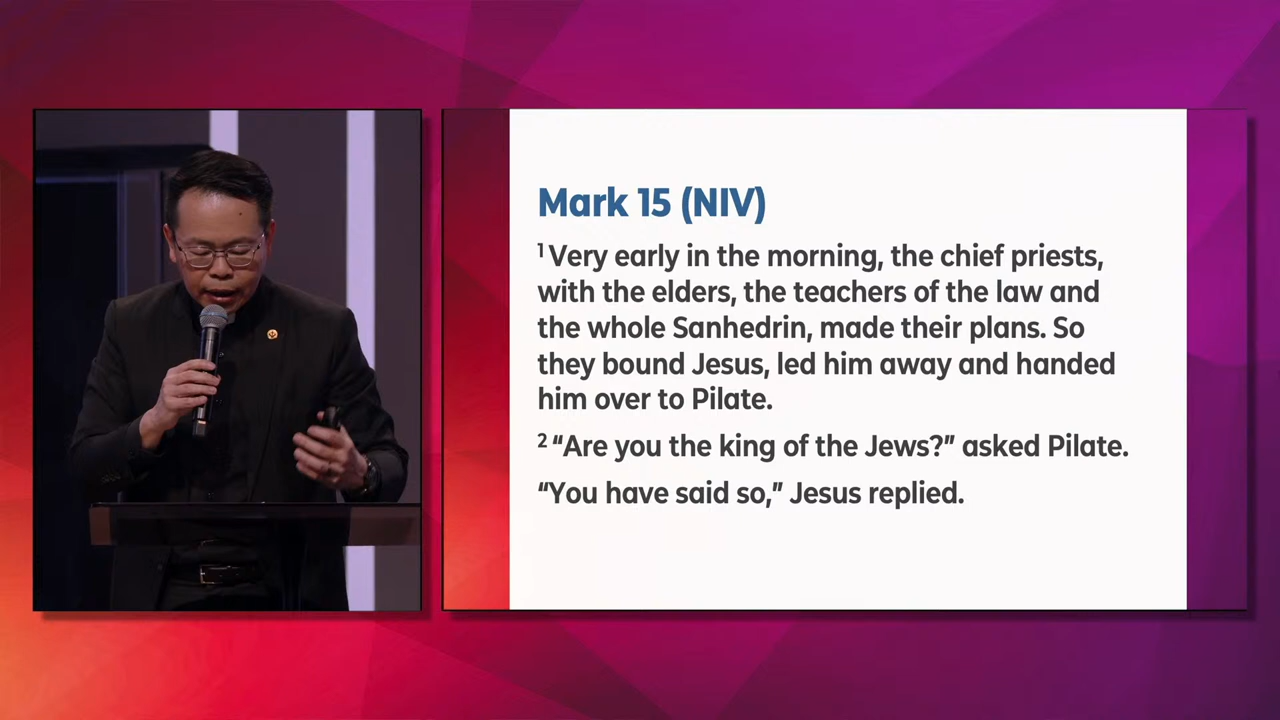 Mark 15 (NIV)
1 Very early in the morning, the chief priests,
with the elders, the teachers of the law and
the whole Sanhedrin, made their plans. So
they bound Jesus, led him away and handed
him over to Pilate.
2 “Are you the king of the Jews?” asked Pilate.
“You have said so,” Jesus replied.